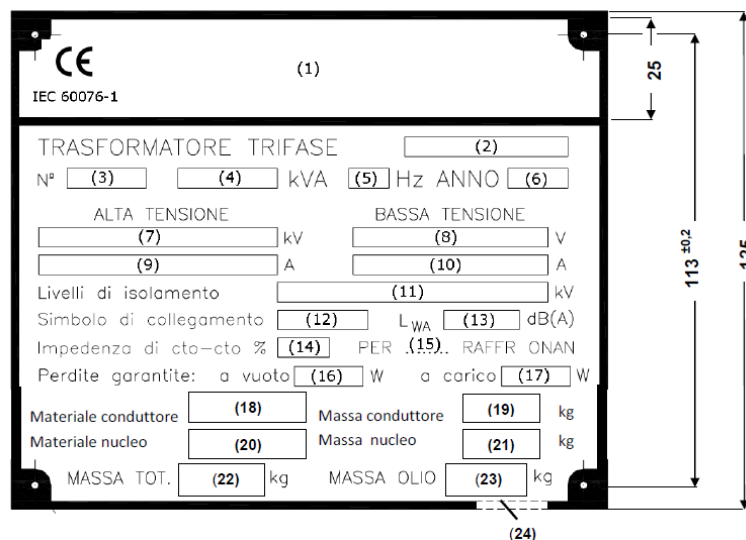 CE
(1)
IEC 60076-1
TRASFORMATORE TRIFASE (2)
Nº (3) (4) kVA (5) Hz ANNO (6)
ALTA TENSIONE BASSA TENSIONE
(7) kV (8) V
(9) A (10) A
Livelli di isolamento (11) kV
Simbolo di collegamento (12) LWA (13) dB(A)
Impedenza di cto-cto % (14) PER (15) RAFFR ONAN
Perdite garantite: a vuoto (16) W a carico (17) W
Materiale conduttore (18) Massa conduttore (19) kg
Materiale nucleo (20) Massa nucleo (21) kg
MASSA TOT. (22) kg MASSA OLIO (23) kg
(24)
25
113 ±0,2
125